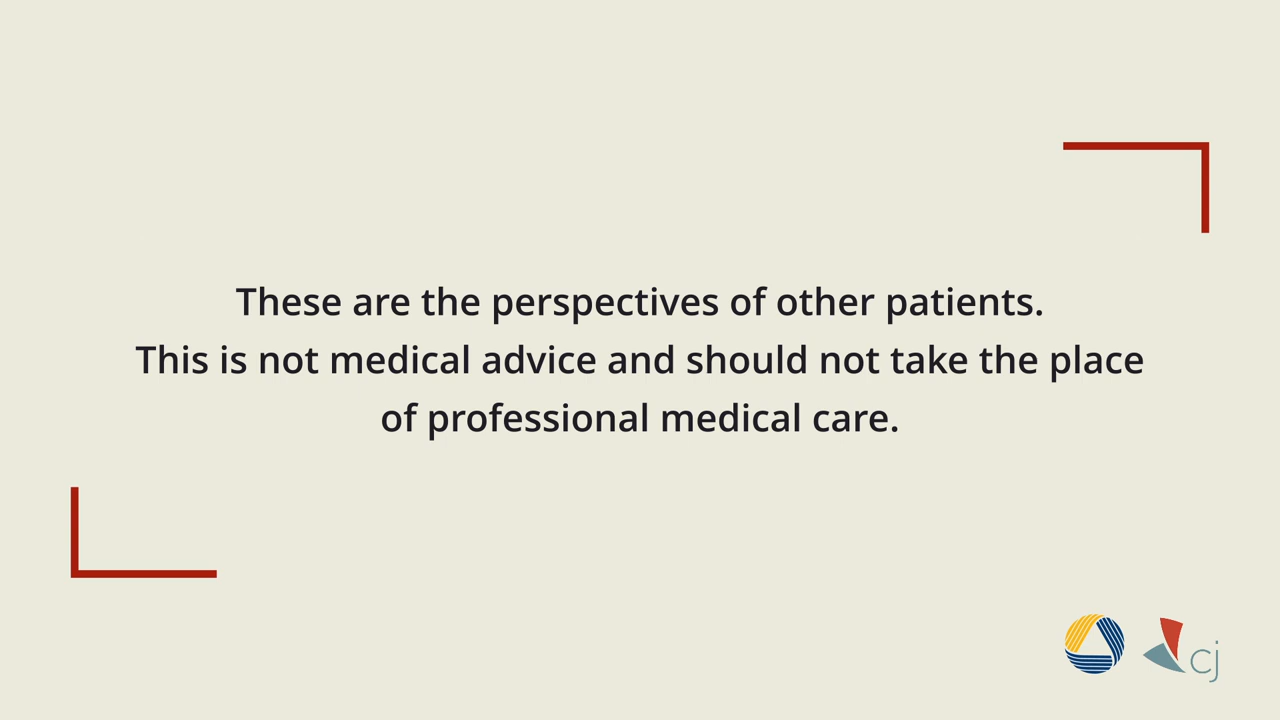 These are the perspectives of other patients.
This is not medical advice and should not take the place
of professional medical care.
cj